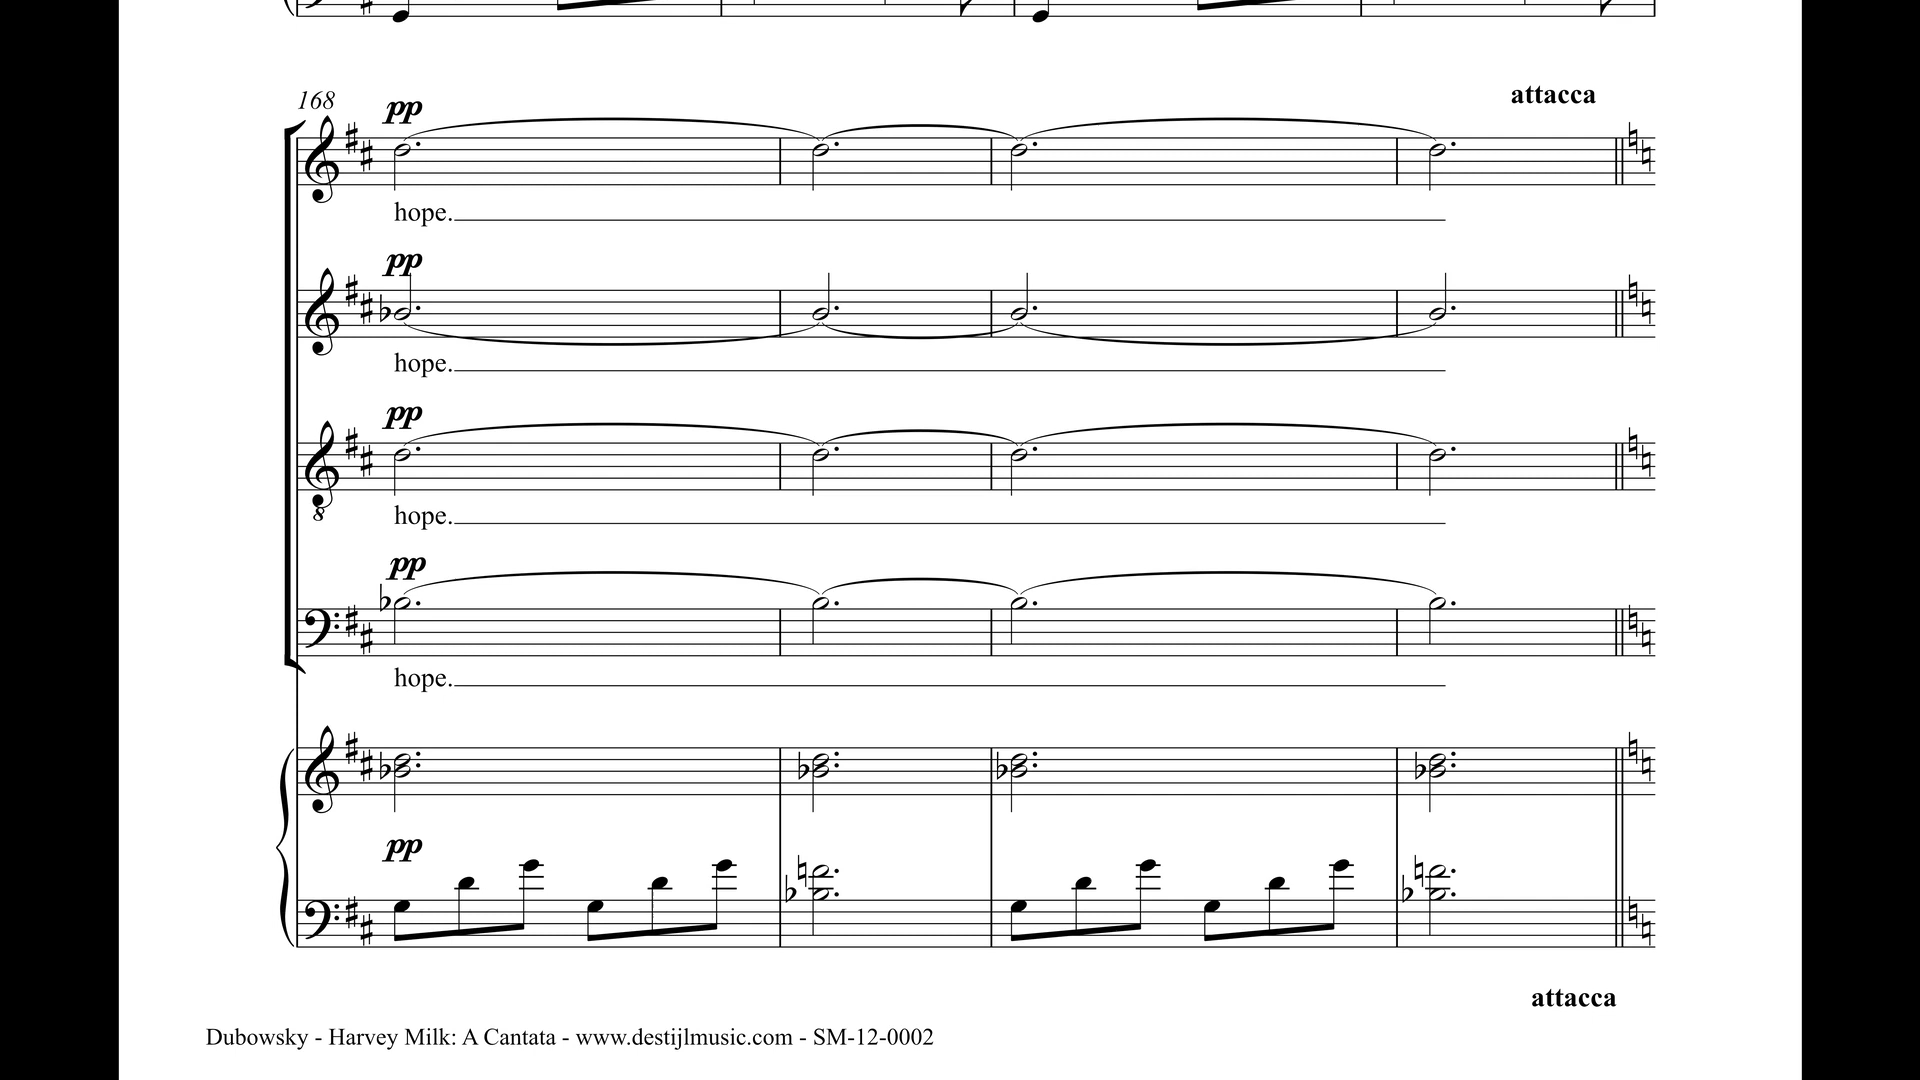 attacca
168
pp
hope.
pp
hope.
pp
8
hope.
pp
hope.
pp
attacca
Dubowsky - Harvey Milk: A Cantata - www.destijlmusic.com - SM-12-0002